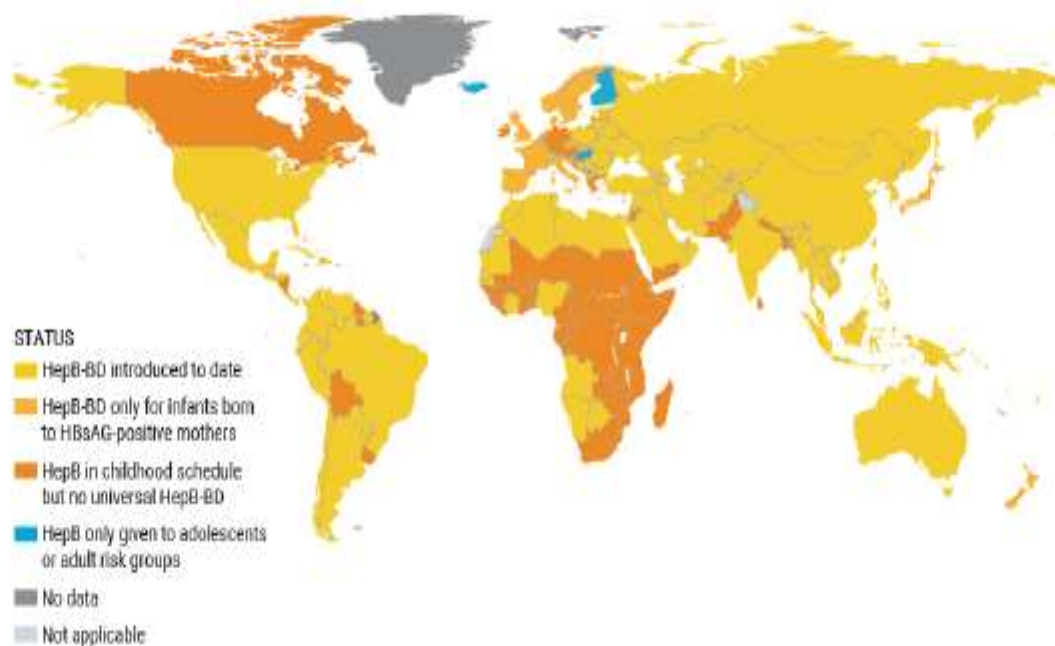 STATUS
HepB-BD introduced to date
HepB-BD only for infants born
to HBsAG-positive mothers
HepB in childhood schedule
but no universal HepB-BD
HepB only given to adolescents
or adult risk groups
No data
Not applicable